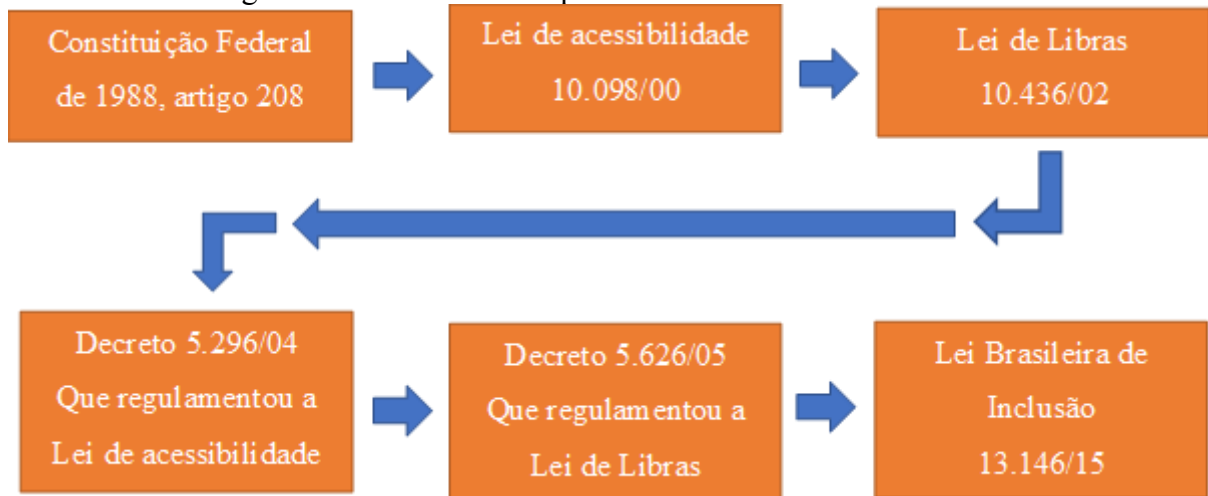 Constituição Federal
de 1988, artigo 208
Lei de acessibilidade
10.098/00
Lei de Libras
10.436/02
Decreto 5.296/04
Que regulamentou a
Lei de acessibilidade
Decreto 5.626/05
Que regulamentou a
Lei de Libras
Lei Brasileira de
Inclusão
13.146/15